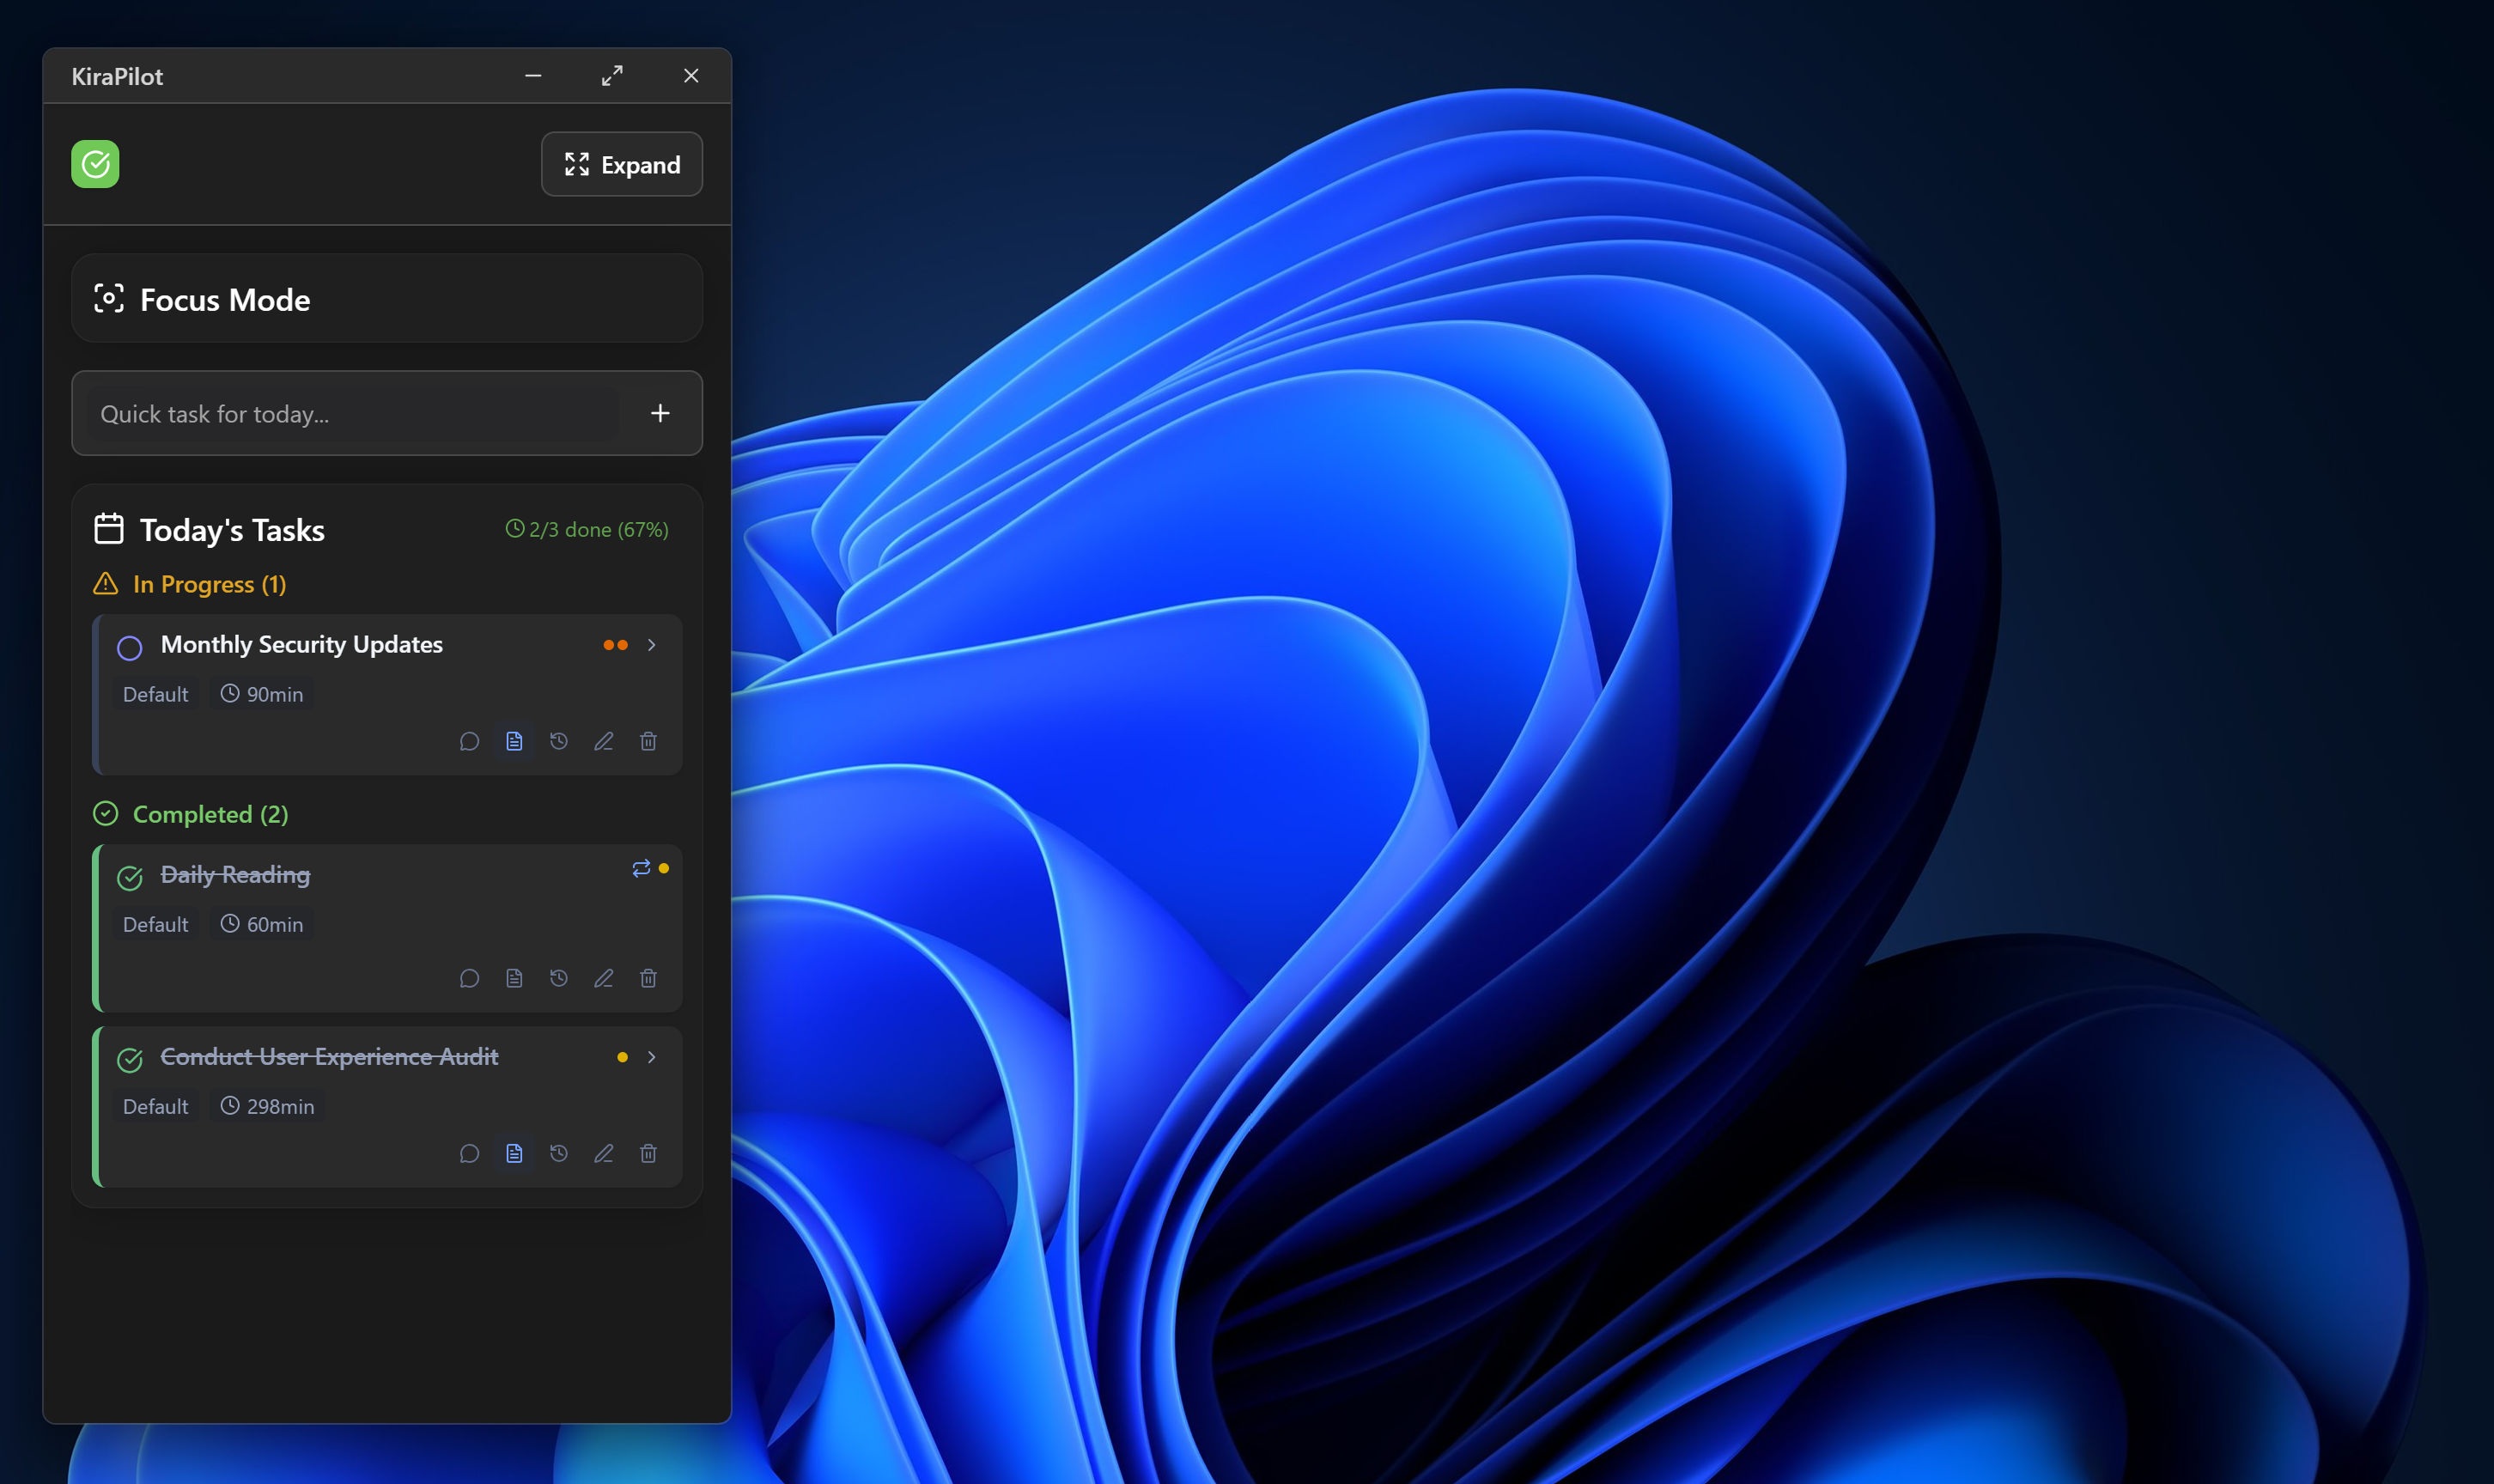 KiraPilot
Expand
Focus Mode
Quick task for today...
Today's Tasks
2/3 done (67%)
In Progress (1)
Monthly Security Updates
Default
90min
Completed (2)
Daily Reading
Default
60min
Conduct User Experience Audit
Default
298min